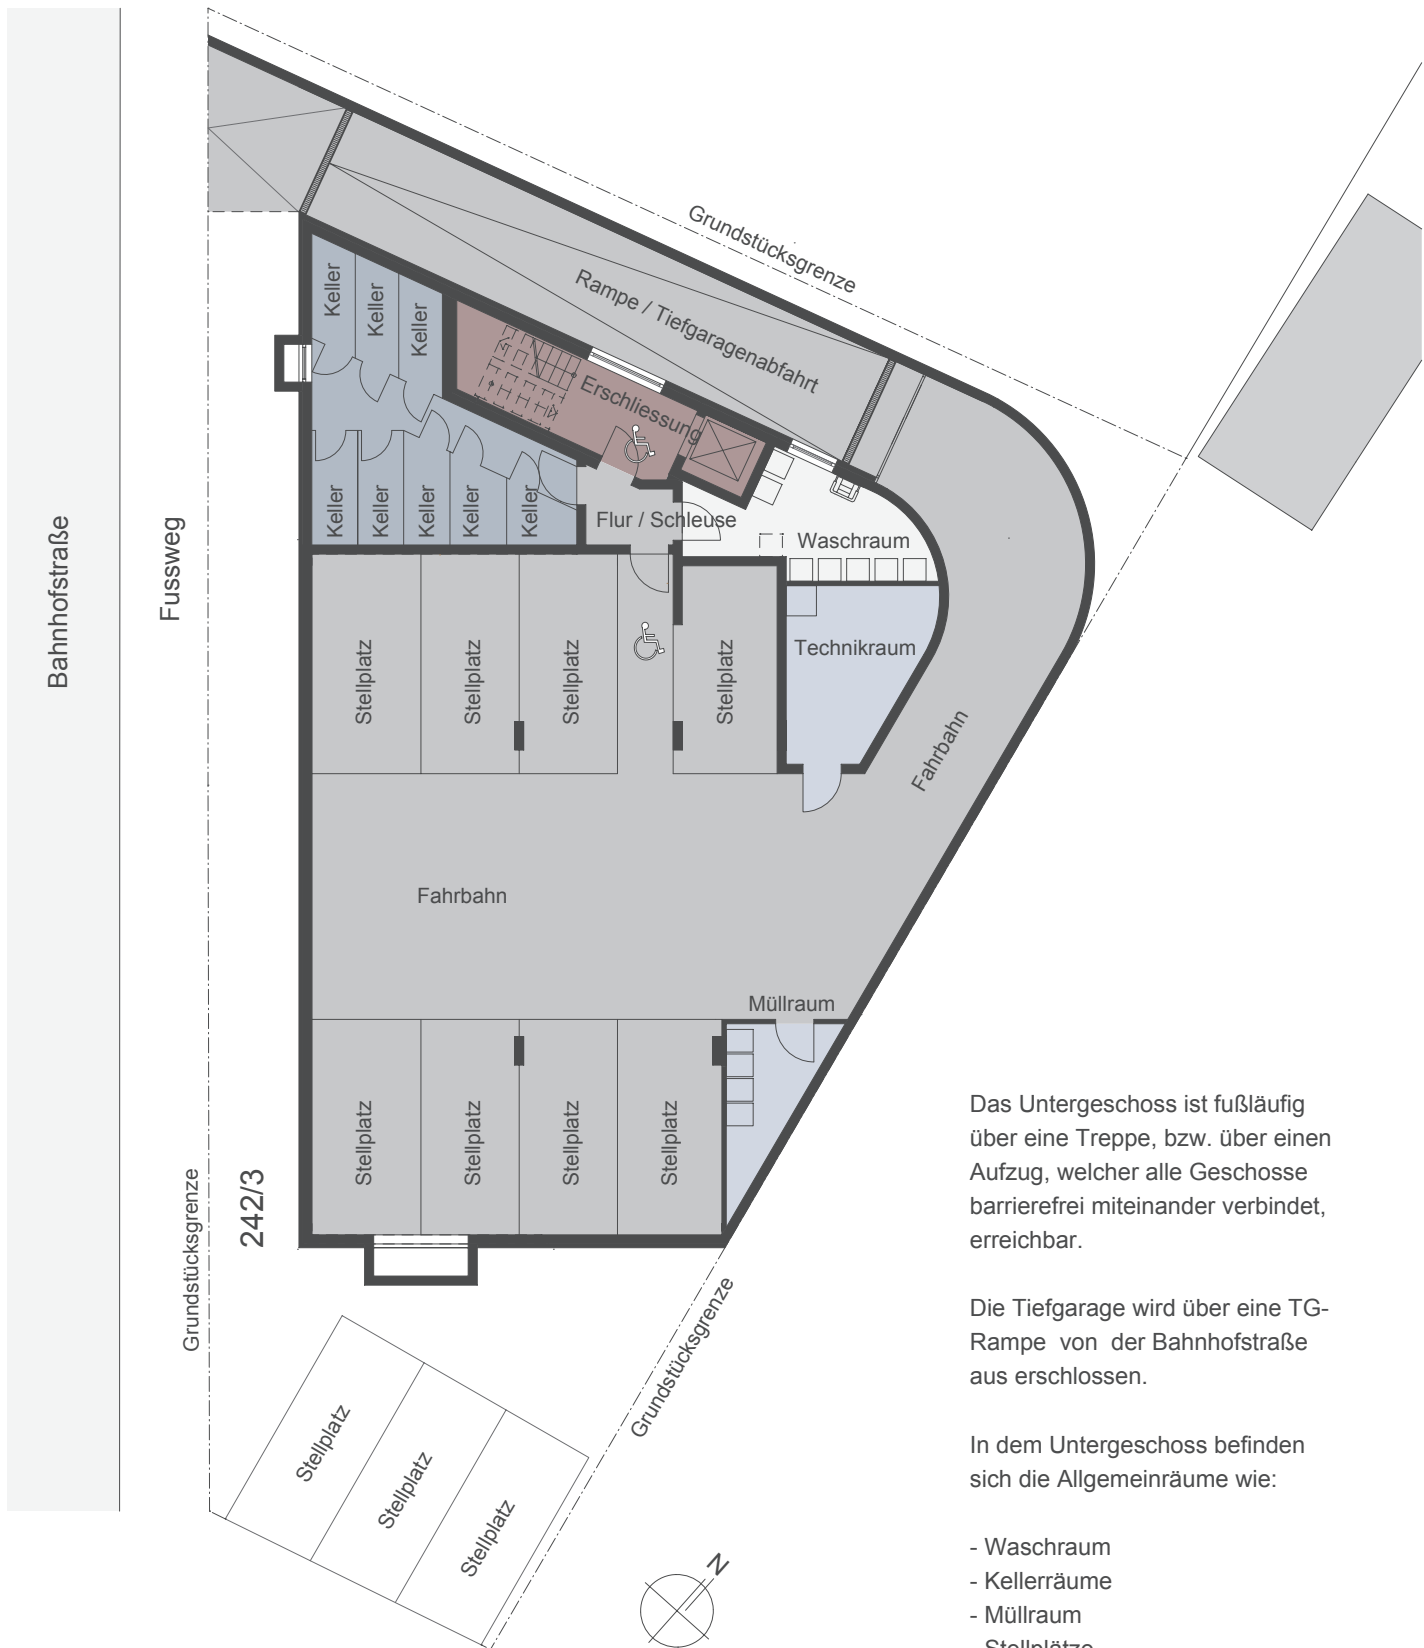 Bahnhofstraße
Fussweg
Grundstücksgrenze
Rampe / Tiefgaragenabfahrt
Keller
Keller
Keller
Erschliessung
Keller
Keller
Keller
Keller
Keller
Flur / Schleuse
Waschraum
Stellplatz
Stellplatz
Stellplatz
Stellplatz
Technikraum
Fahrbahn
Fahrbahn
Müllraum
Stellplatz
Stellplatz
Stellplatz
Stellplatz
Grundstücksgrenze
242/3
Grundstücksgrenze
Stellplatz
Stellplatz
Stellplatz
N
Das Untergeschoss ist fußläufig
über eine Treppe, bzw. über einen
Aufzug, welcher alle Geschosse
barrierefrei miteinander verbindet,
erreichbar.
Die Tiefgarage wird über eine TG-
Rampe von der Bahnhofstraße
aus erschlossen.
In dem Untergeschoss befinden
sich die Allgemeinräume wie:
- Waschraum
- Kellerräume
- Müllraum
- Stellplätze